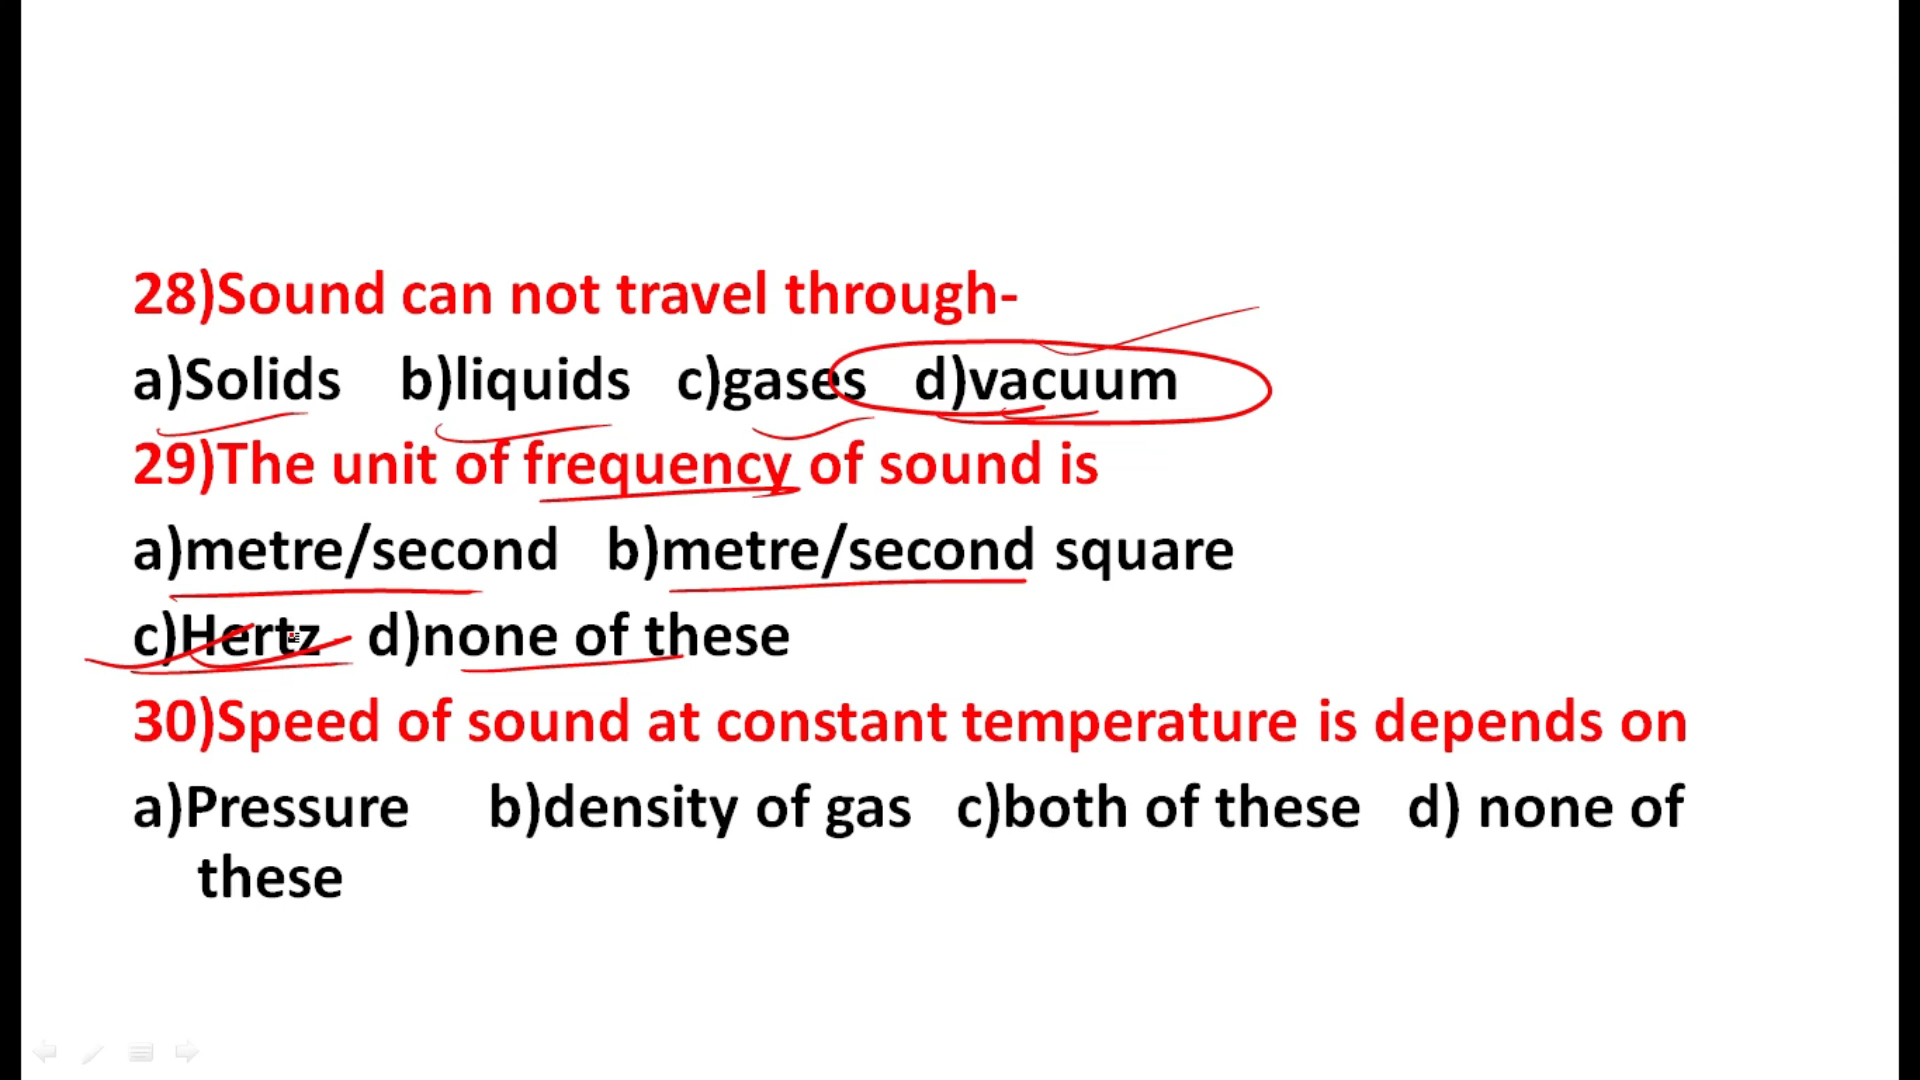 28)Sound can not travel through-
a)Solids b)liquids c)gases d)vacuum
29)The unit of frequency of sound is
a)metre/second b)metre/second square
c)Hertz d)none of these
30)Speed of sound at constant temperature is depends on
a)Pressure b)density of gas c)both of these d) none of
these